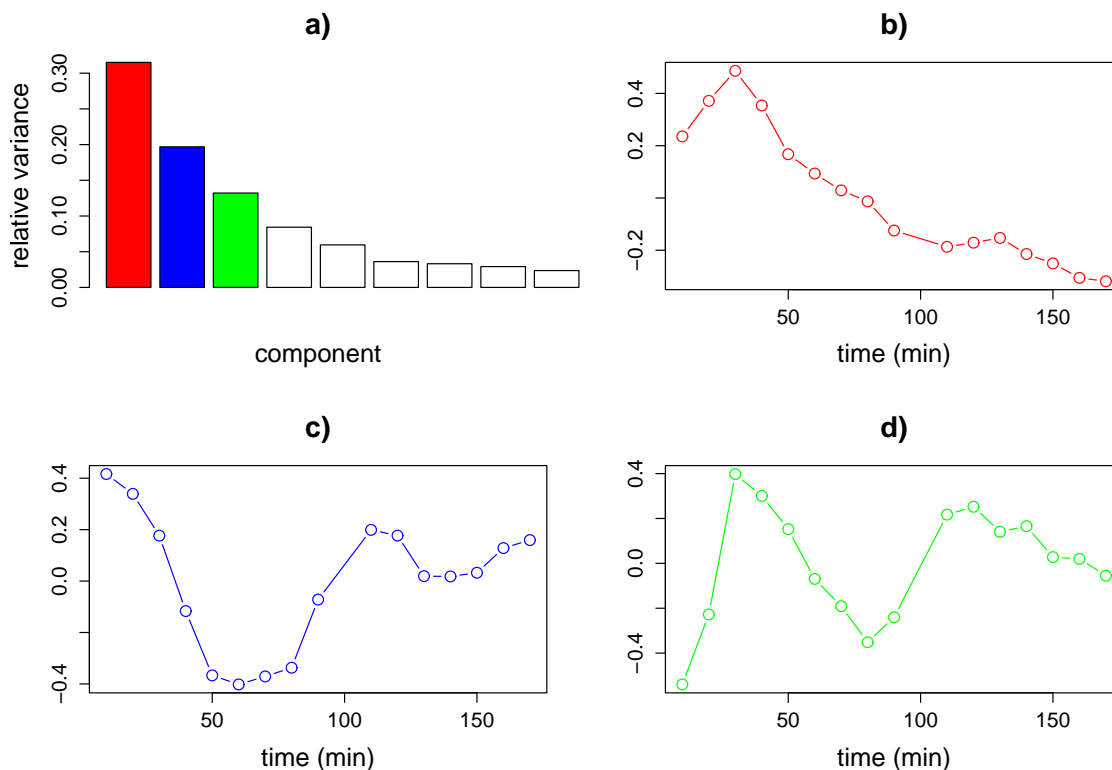 a)
relative variance
0.00 0.10 0.20 0.30
component
b)
−0.2 0.2 0.4
50 100 150
time (min)
c)
−0.4 0.0 0.2 0.4
50 100 150
time (min)
d)
−0.4 0.0 0.4
50 100 150
time (min)